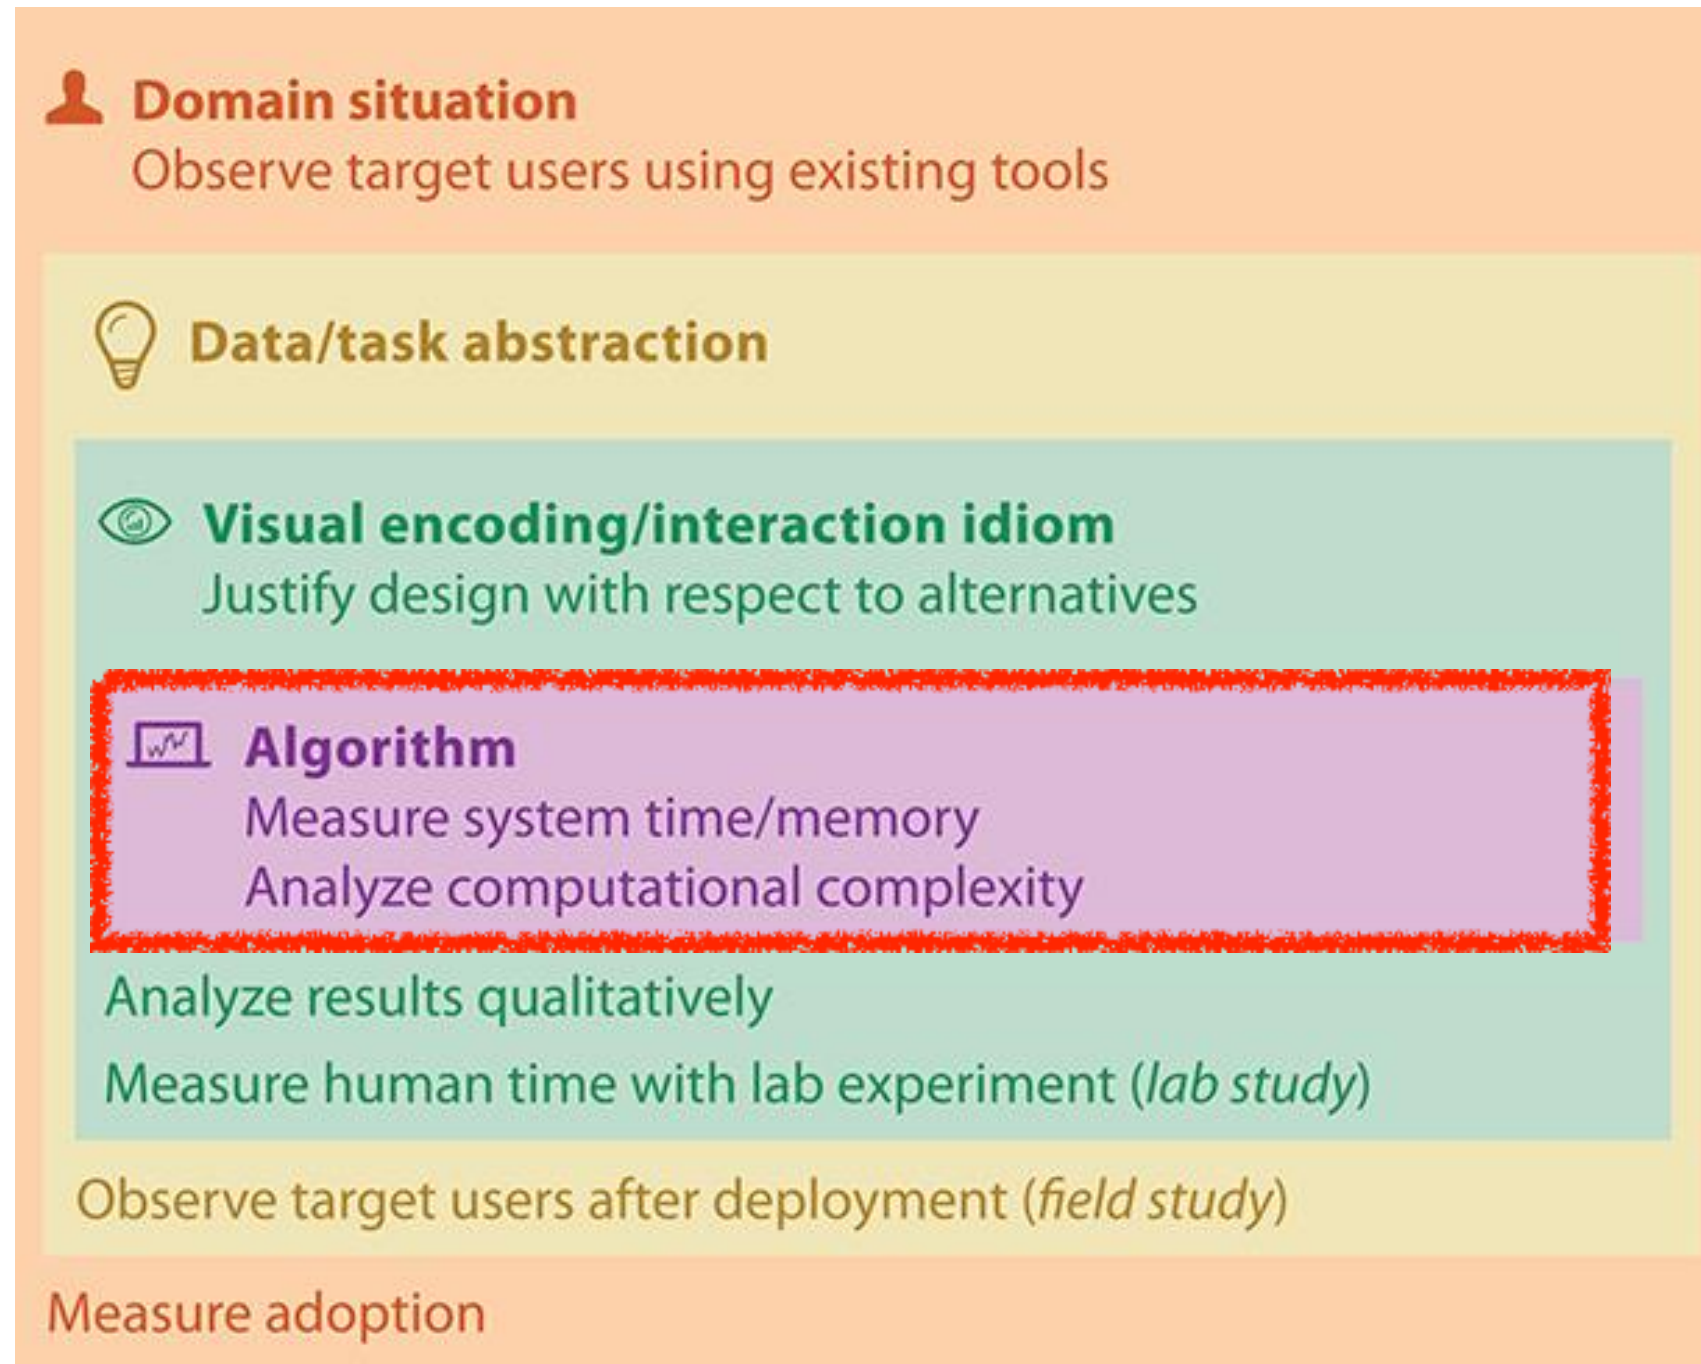 Domain situation
Observe target users using existing tools
Data/task abstraction
Visual encoding/interaction idiom
Justify design with respect to alternatives
Algorithm
Measure system time/memory
Analyze computational complexity
Analyze results qualitatively
Measure human time with lab experiment (lab study)
Observe target users after deployment (field study)
Measure adoption